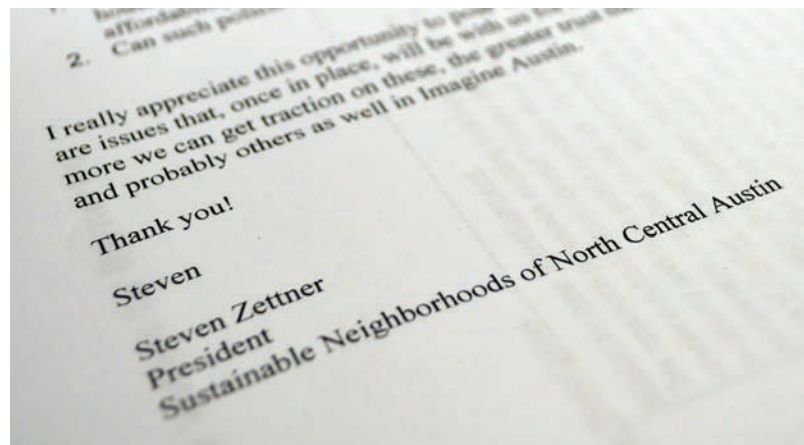 affordable
2. Can such
I really appreciate this opportunity to
are issues that, once in place, will be with us
more we can get traction on these, the greater trust
and probably others as well in Imagine Austin.
Thank you!
Steven
Steven Zettner
President
Sustainable Neighborhoods of North Central Austin